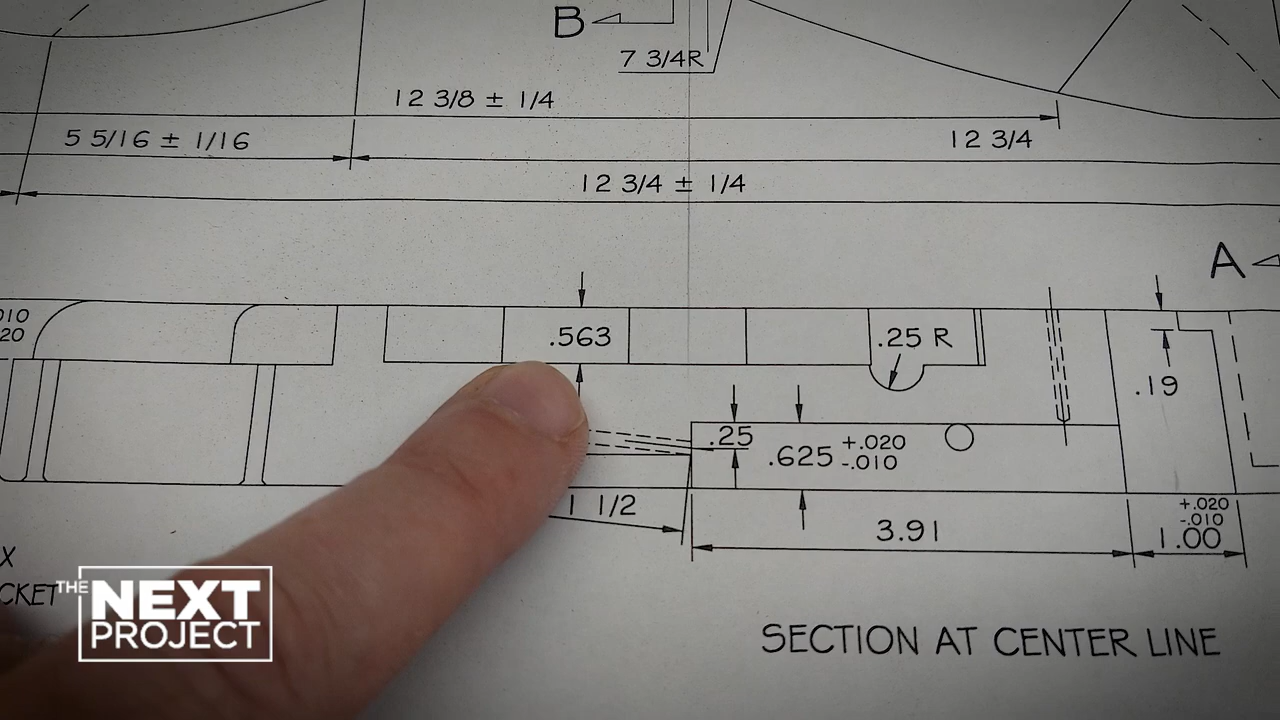 B
7 3/4R
12 3/8 ± 1/4
5 5/16 ± 1/16
12 3/4
12 3/4 ± 1/4
A
010
20
.563
.25 R
.19
.25
.625 +.020
-.010
1 1/2
3.91
+.020
-.010
1.00
X
CKET
THE NEXT
PROJECT
SECTION AT CENTER LINE